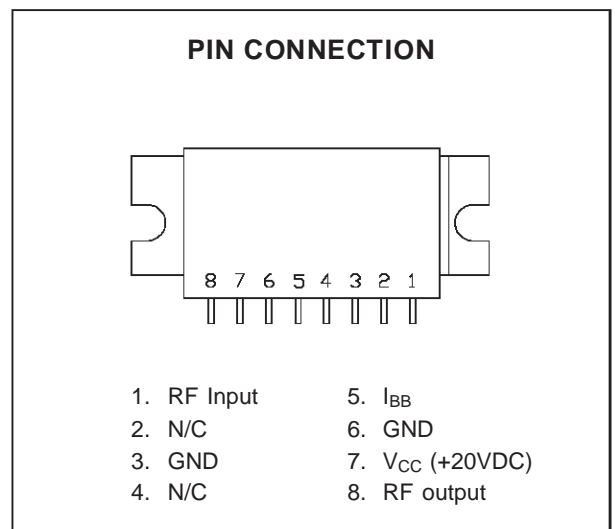 PIN CONNECTION
8 7 6 5 4 3 2 1
1. RF Input
2. N/C
3. GND
4. N/C
5. IBB
6. GND
7. VCC (+20VDC)
8. RF output